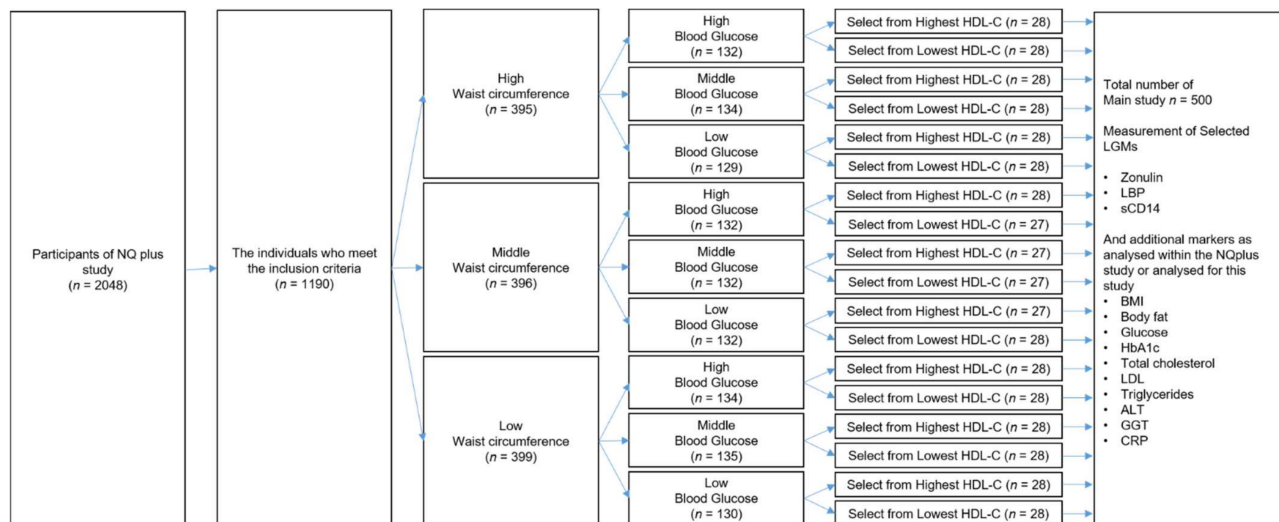 Participants of NQ plus
study
(n = 2048)
The individuals who meet
the inclusion criteria
(n = 1190)
High
Waist circumference
(n = 395)
Middle
Waist circumference
(n = 396)
Low
Waist circumference
(n = 399)
High
Blood Glucose
(n = 132)
Middle
Blood Glucose
(n = 134)
Low
Blood Glucose
(n = 129)
High
Blood Glucose
(n = 132)
Middle
Blood Glucose
(n = 132)
Low
Blood Glucose
(n = 132)
High
Blood Glucose
(n = 134)
Middle
Blood Glucose
(n = 135)
Low
Blood Glucose
(n = 130)
Select from Highest HDL-C (n = 28)
Select from Lowest HDL-C (n = 28)
Select from Highest HDL-C (n = 28)
Select from Lowest HDL-C (n = 28)
Select from Highest HDL-C (n = 28)
Select from Lowest HDL-C (n = 28)
Select from Highest HDL-C (n = 28)
Select from Lowest HDL-C (n = 27)
Select from Highest HDL-C (n = 27)
Select from Lowest HDL-C (n = 27)
Select from Highest HDL-C (n = 27)
Select from Lowest HDL-C (n = 28)
Select from Highest HDL-C (n = 28)
Select from Lowest HDL-C (n = 28)
Select from Highest HDL-C (n = 28)
Select from Lowest HDL-C (n = 28)
Select from Highest HDL-C (n = 28)
Select from Lowest HDL-C (n = 28)
Total number of
Main study n = 500
Measurement of Selected
LGMs
• Zonulin
• LBP
• sCD14
And additional markers as
analysed within the NQplus
study or analysed for this
study
• BMI
• Body fat
• Glucose
• HbA1c
• Total cholesterol
• LDL
• Triglycerides
• ALT
• GGT
• CRP